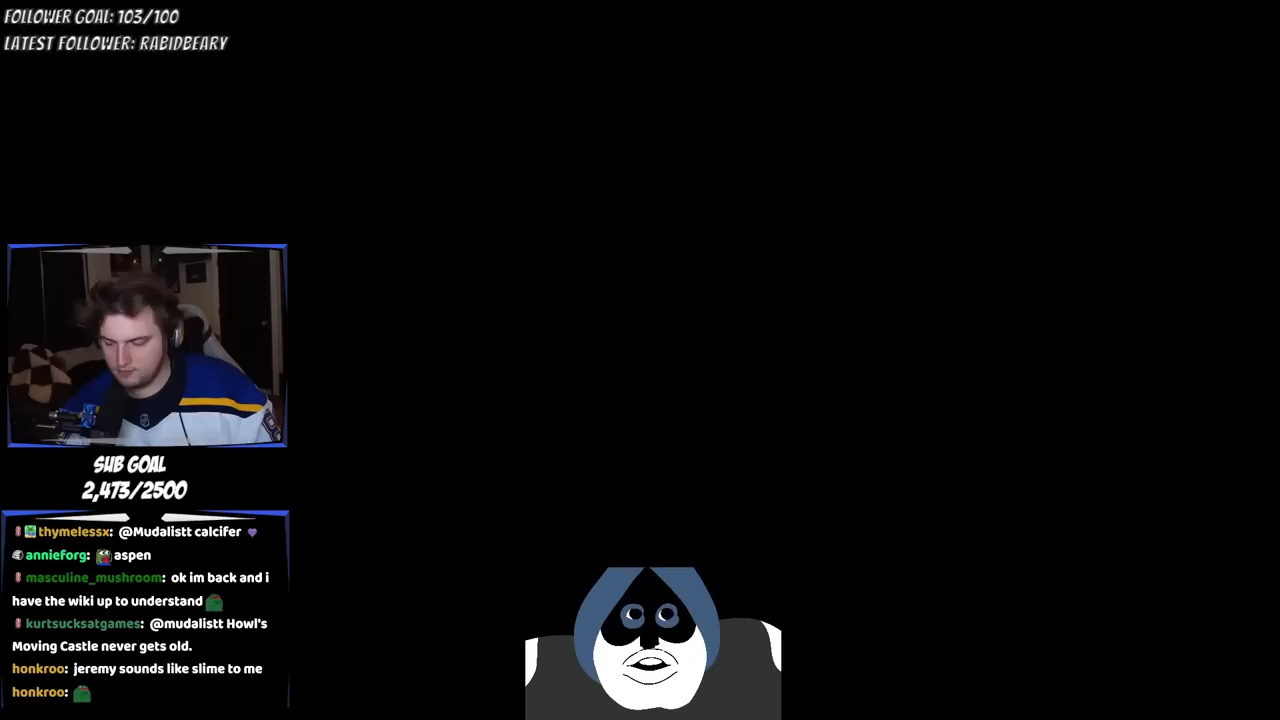 FOLLOWER GOAL: 103/100
LATEST FOLLOWER: RABIDBEARY
SUB GOAL
2,473/2500
thymelessx: @Mudalistt calcifer
annieforg: aspen
masculine_mushroom: ok im back and i
have the wiki up to understand
kurtsucksatgames: @mudalistt Howl's
Moving Castle never gets old.
honkroo: jeremy sounds like slime to me
honkroo: